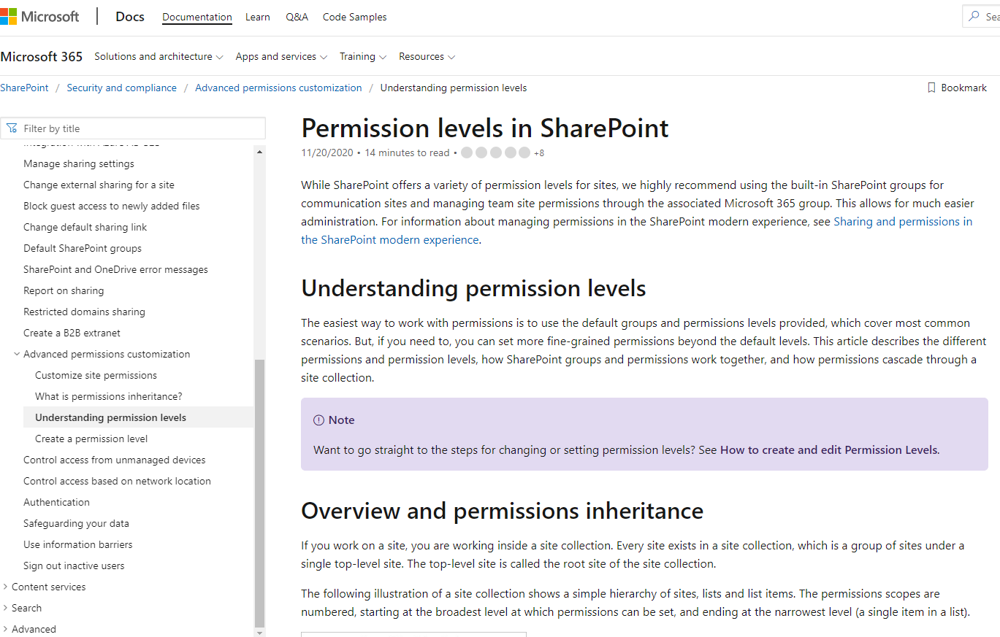 Microsoft Docs Documentation Learn Q&A Code Samples
Microsoft 365 Solutions and architecture Apps and services Training Resources
SharePoint / Security and compliance / Advanced permissions customization / Understanding permission levels Bookmark
Filter by title
Manage sharing settings
Change external sharing for a site
Block guest access to newly added files
Change default sharing link
Default SharePoint groups
SharePoint and OneDrive error messages
Report on sharing
Restricted domains sharing
Create a B2B extranet
Advanced permissions customization
Customize site permissions
What is permissions inheritance?
Understanding permission levels
Create a permission level
Control access from unmanaged devices
Control access based on network location
Authentication
Safeguarding your data
Use information barriers
Sign out inactive users
Content services
Search
Advanced
Permission levels in SharePoint
11/20/2020 • 14 minutes to read • +8
While SharePoint offers a variety of permission levels for sites, we highly recommend using the built-in SharePoint groups for
communication sites and managing team site permissions through the associated Microsoft 365 group. This allows for much easier
administration. For information about managing permissions in the SharePoint modern experience, see Sharing and permissions in
the SharePoint modern experience.
Understanding permission levels
The easiest way to work with permissions is to use the default groups and permissions levels provided, which cover most common
scenarios. But, if you need to, you can set more fine-grained permissions beyond the default levels. This article describes the different
permissions and permission levels, how SharePoint groups and permissions work together, and how permissions cascade through a
site collection.
Note
Want to go straight to the steps for changing or setting permission levels? See How to create and edit Permission Levels.
Overview and permissions inheritance
If you work on a site, you are working inside a site collection. Every site exists in a site collection, which is a group of sites under a
single top-level site. The top-level site is called the root site of the site collection.
The following illustration of a site collection shows a simple hierarchy of sites, lists and list items. The permissions scopes are
numbered, starting at the broadest level at which permissions can be set, and ending at the narrowest level (a single item in a list).